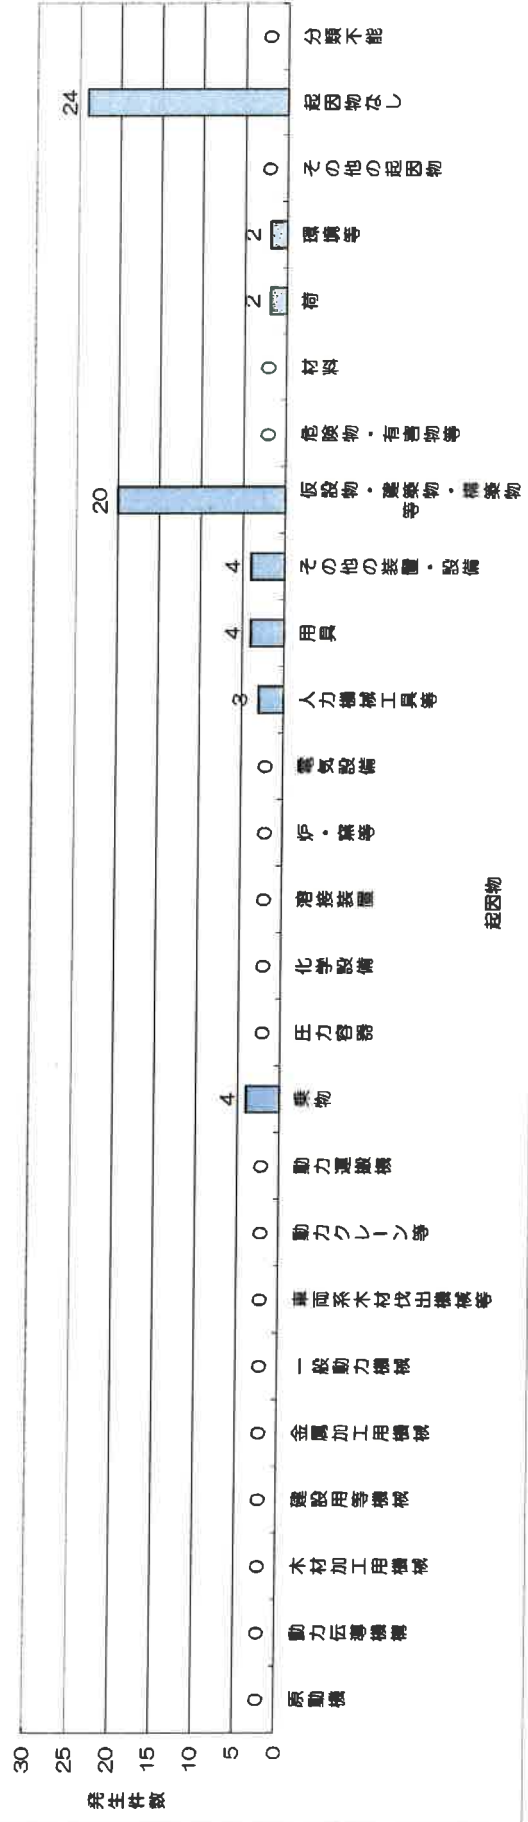 発生件数
30
25
20
15
10
5
0
0
0
0
0
0
0
0
0
0
4
0
0
0
0
0
3
4
4
20
0
0
2
2
0
24
0
原動機
動力伝導機構
木材加工用機械
建設用等機械
金属加工用機械
一般動力機械
車両系木材伐出機械等
動力クレーン等
動力運搬機
乗物
圧力容器
化学設備
溶接装置
炉・窯等
電気設備
人力機械工具等
用具
その他の装置・設備
仮設物・建築物・構築物
等
危険物・有害物等
材料
荷
環境等
その他の起因物
起因物なし
分類不能
起因物